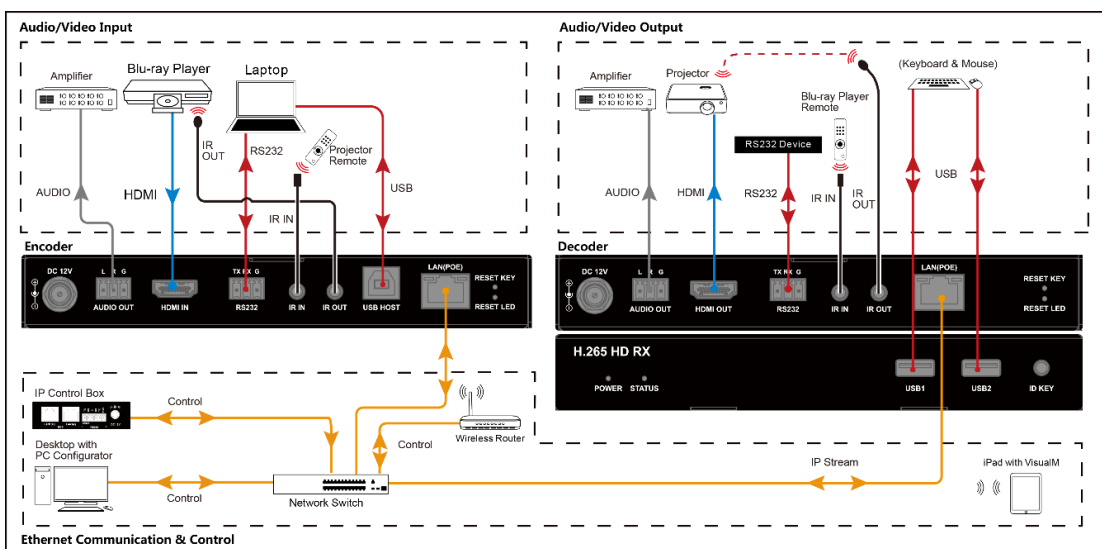 Audio/Video Input
Audio/Video Output
Amplifier
Blu-ray Player
Laptop
IR
OUT
RS232
Projector
Remote
AUDIO
HDMI
IR IN
USB
Amplifier
Projector
(Keyboard & Mouse)
Blu-ray Player
Remote
RS232 Device
AUDIO
HDMI
RS232
IR IN
IR
OUT
USB
Encoder
DC 12V
L R G
AUDIO OUT
HDMI IN
TX RX G
RS232
IR IN
IR OUT
USB HOST
LAN(POE)
RESET KEY
RESET LED
Decoder
DC 12V
L R G
AUDIO OUT
HDMI OUT
TX RX G
RS232
IR IN
IR OUT
LAN(POE)
RESET KEY
RESET LED
H.265 HD RX
POWER
STATUS
USB1
USB2
ID KEY
IP Control Box
Control
Desktop with
PC Configurator
Control
Network Switch
Control
Wireless Router
IP Stream
iPad with VisualM
Ethernet Communication & Control